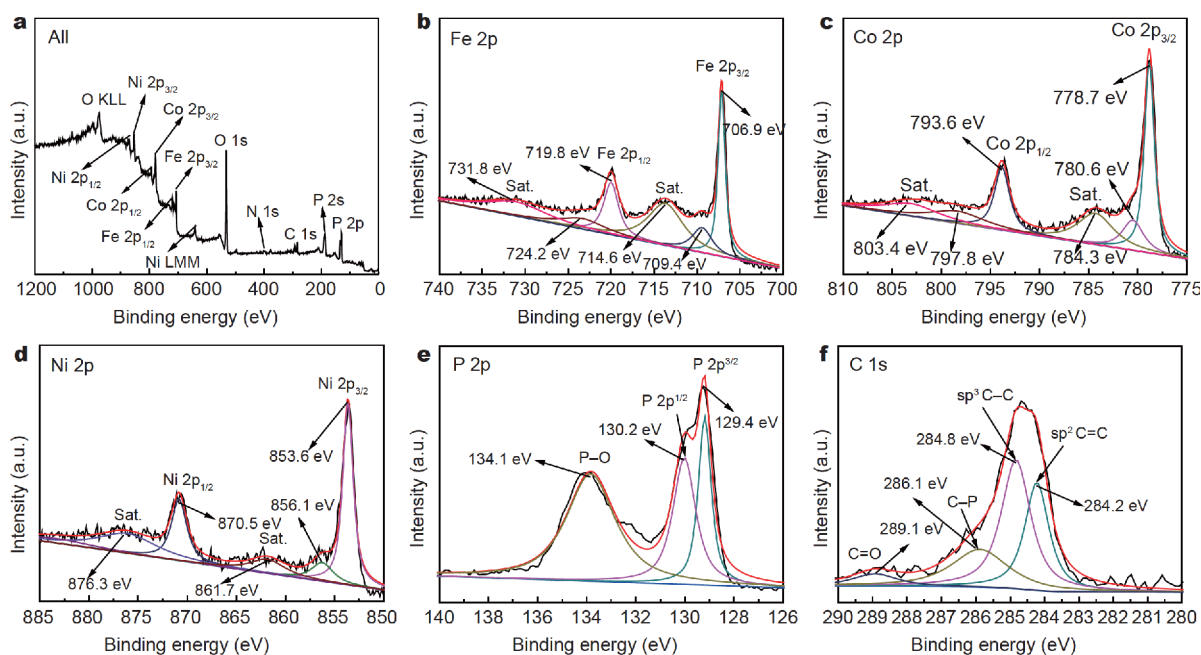 a
All
O KLL
Ni 2p3/2
Co 2p3/2
Fe 2p3/2
O 1s
Ni 2p1/2
Co 2p1/2
Fe 2p1/2
Ni LMM
N 1s
C 1s
P 2s
P 2p
Intensity (a.u.)
1200 1000 800 600 400 200 0
Binding energy (eV)
b
Fe 2p
Fe 2p3/2
706.9 eV
719.8 eV
Fe 2p1/2
731.8 eV
Sat.
Sat.
724.2 eV
714.6 eV
709.4 eV
Intensity (a.u.)
740 735 730 725 720 715 710 705 700
Binding energy (eV)
c
Co 2p
Co 2p3/2
778.7 eV
793.6 eV
Co 2p1/2
780.6 eV
Sat.
Sat.
803.4 eV
797.8 eV
784.3 eV
Intensity (a.u.)
810 805 800 795 790 785 780 775
Binding energy (eV)
d
Ni 2p
Ni 2p3/2
853.6 eV
Ni 2p1/2
856.1 eV
870.5 eV
Sat.
Sat.
876.3 eV
861.7 eV
Intensity (a.u.)
885 880 875 870 865 860 855 850
Binding energy (eV)
e
P 2p
P 2p3/2
P 2p1/2
129.4 eV
130.2 eV
134.1 eV
P–O
Intensity (a.u.)
140 138 136 134 132 130 128 126
Binding energy (eV)
f
C 1s
sp3 C–C
284.8 eV
sp2 C=C
286.1 eV
C–P
284.2 eV
289.1 eV
C=O
Intensity (a.u.)
290 289 288 287 286 285 284 283 282 281 280
Binding energy (eV)